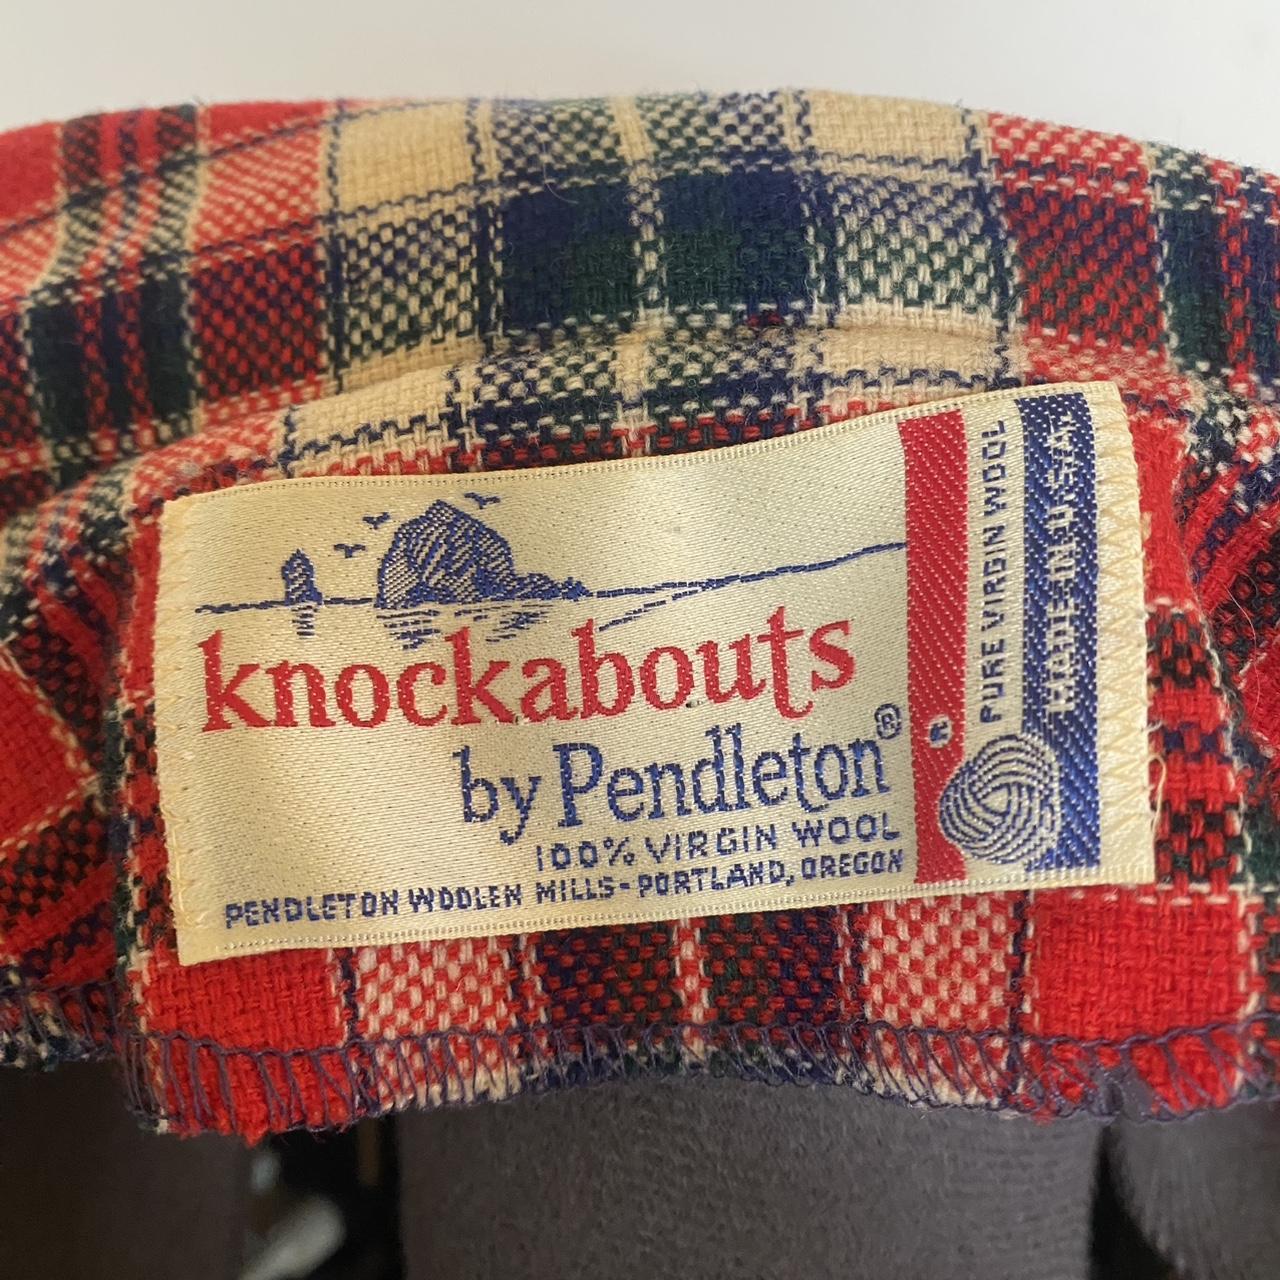 knockabouts
by Pendleton®
100% VIRGIN WOOL
PENDLETON WOOLEN MILLS-PORTLAND, OREGON
PURE VIRGIN WOOL
MADE IN U.S.A.